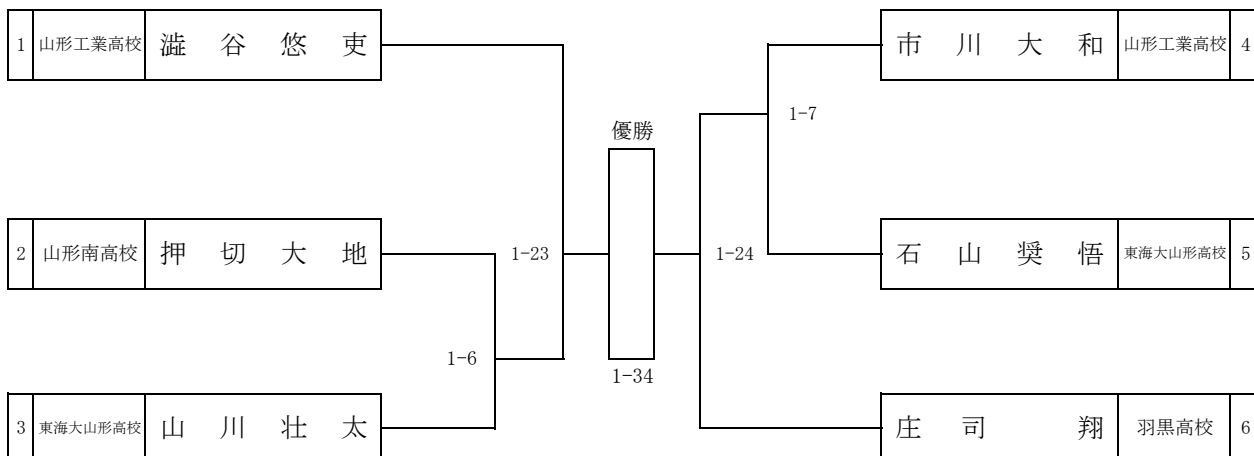 1 山形工業高校 澁谷悠吏
2 山形南高校 押切大地
3 東海大山形高校 山川壮太
1-6
1-23
優勝
1-34
1-24
1-7
市川大和 山形工業高校 4
石山奨悟 東海大山形高校 5
庄司 翔 羽黒高校 6